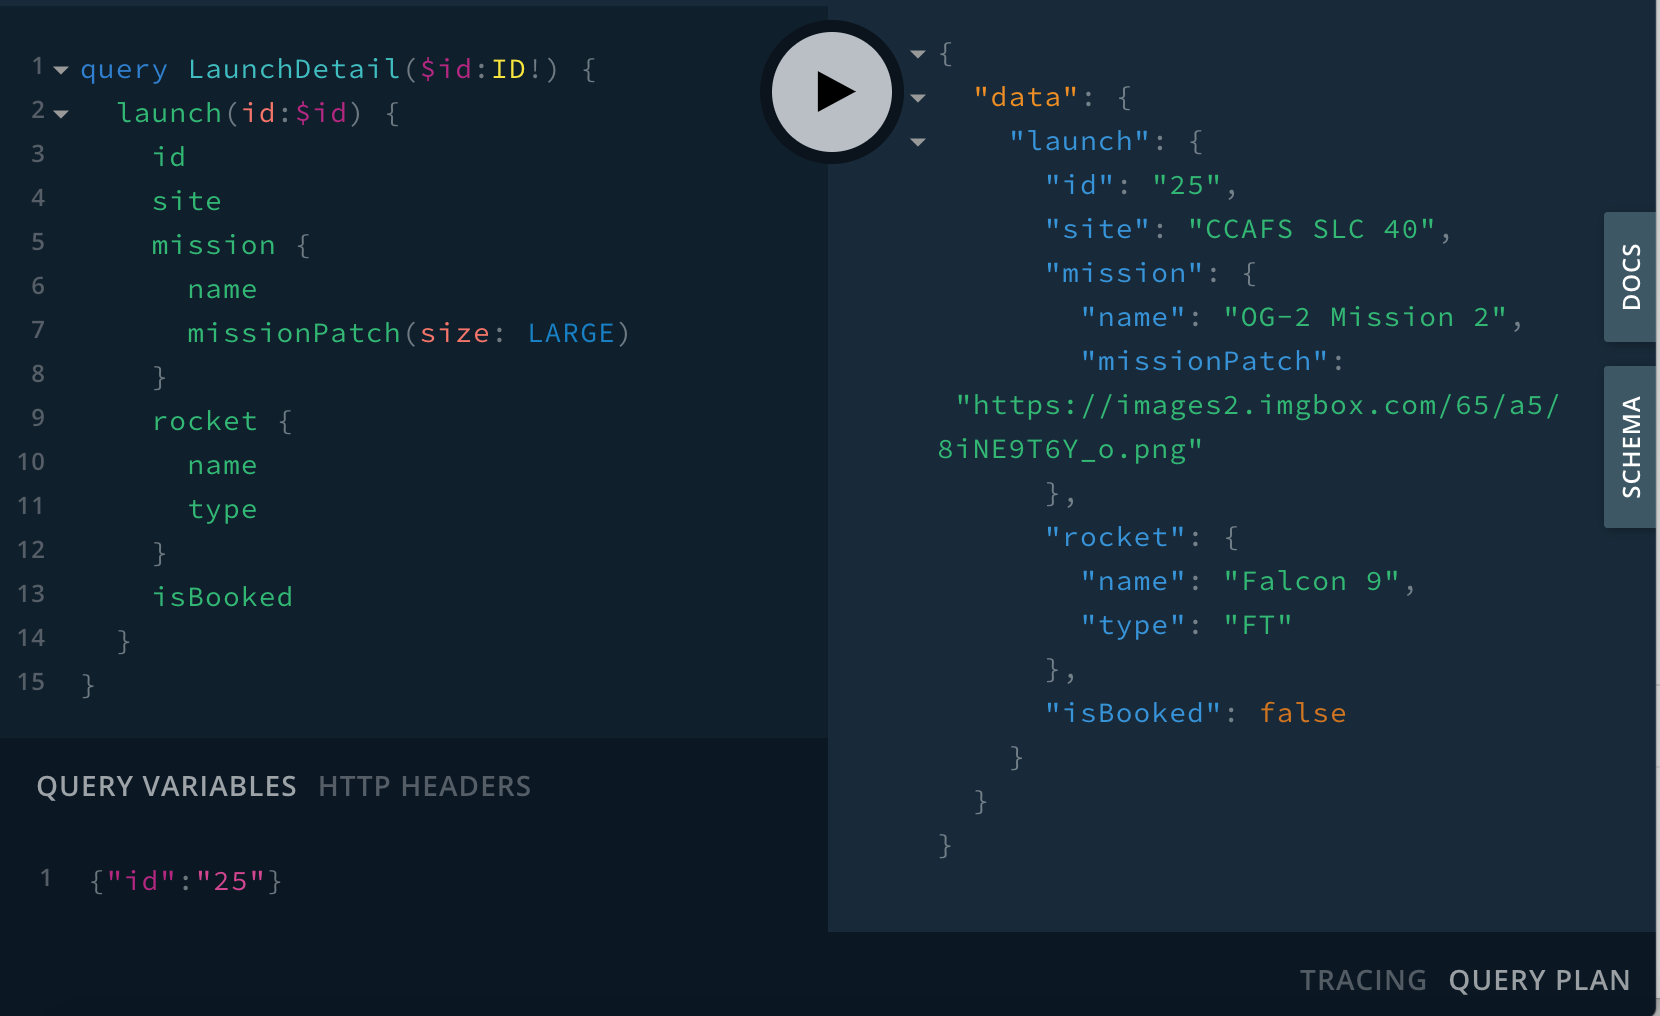 1 query LaunchDetail($id:ID!) {
2 launch(id:$id) {
3 id
4 site
5 mission {
6 name
7 missionPatch(size: LARGE)
8 }
9 rocket {
10 name
11 type
12 }
13 isBooked
14 }
15 }
QUERY VARIABLES HTTP HEADERS
1 {"id":"25"}
{
"data": {
"launch": {
"id": "25",
"site": "CCAFS SLC 40",
"mission": {
"name": "OG-2 Mission 2",
"missionPatch":
"https://images2.imgbox.com/65/a5/
8iNE9T6Y_o.png"
},
"rocket": {
"name": "Falcon 9",
"type": "FT"
},
"isBooked": false
}
}
}
DOCS
SCHEMA
TRACING QUERY PLAN